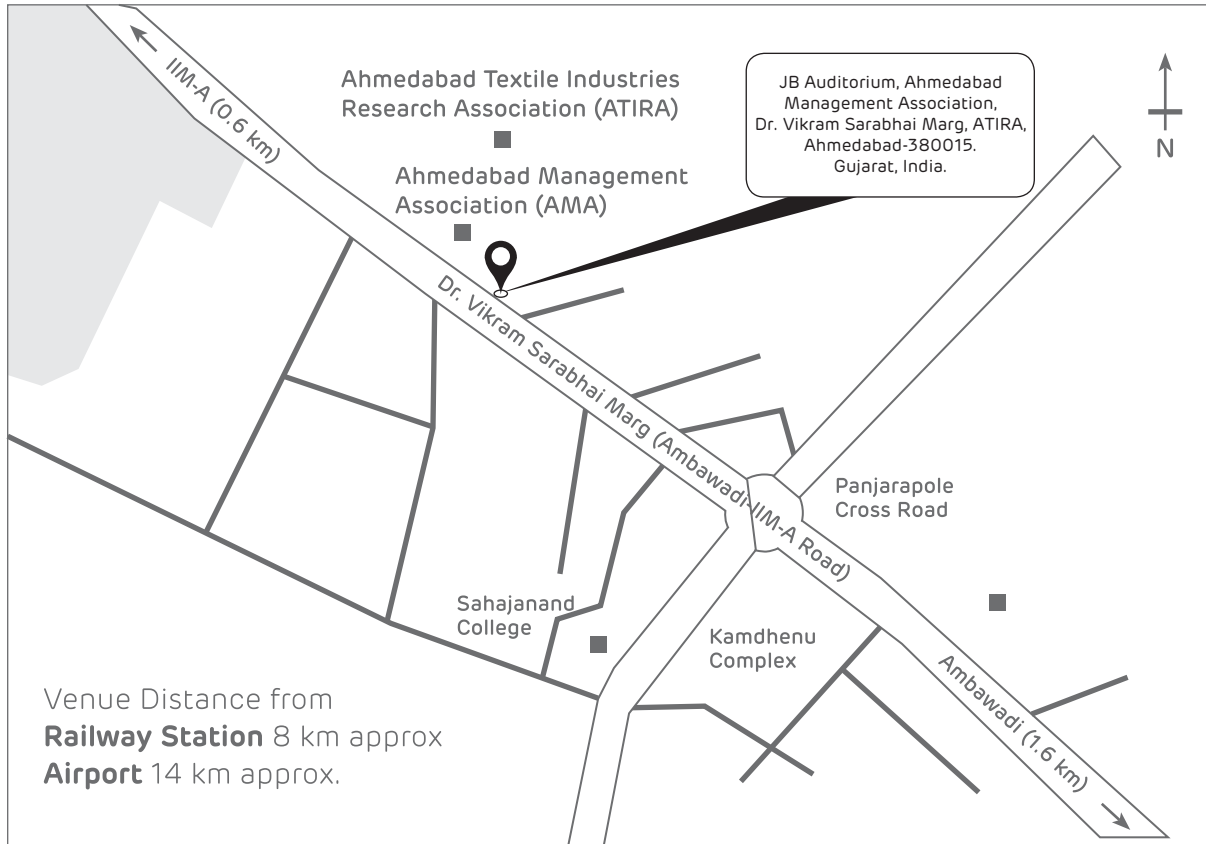 IIM-A (0.6 km)
Ahmedabad Textile Industries
Research Association (ATIRA)
Ahmedabad Management
Association (AMA)
JB Auditorium, Ahmedabad
Management Association,
Dr. Vikram Sarabhai Marg, ATIRA,
Ahmedabad-380015.
Gujarat, India.
N
Dr. Vikram Sarabhai Marg (Ambawadi-IIM-A Road)
Panjarapole
Cross Road
Sahajanand
College
Kamdhenu
Complex
Ambawadi (1.6 km)
Venue Distance from
Railway Station 8 km approx
Airport 14 km approx.